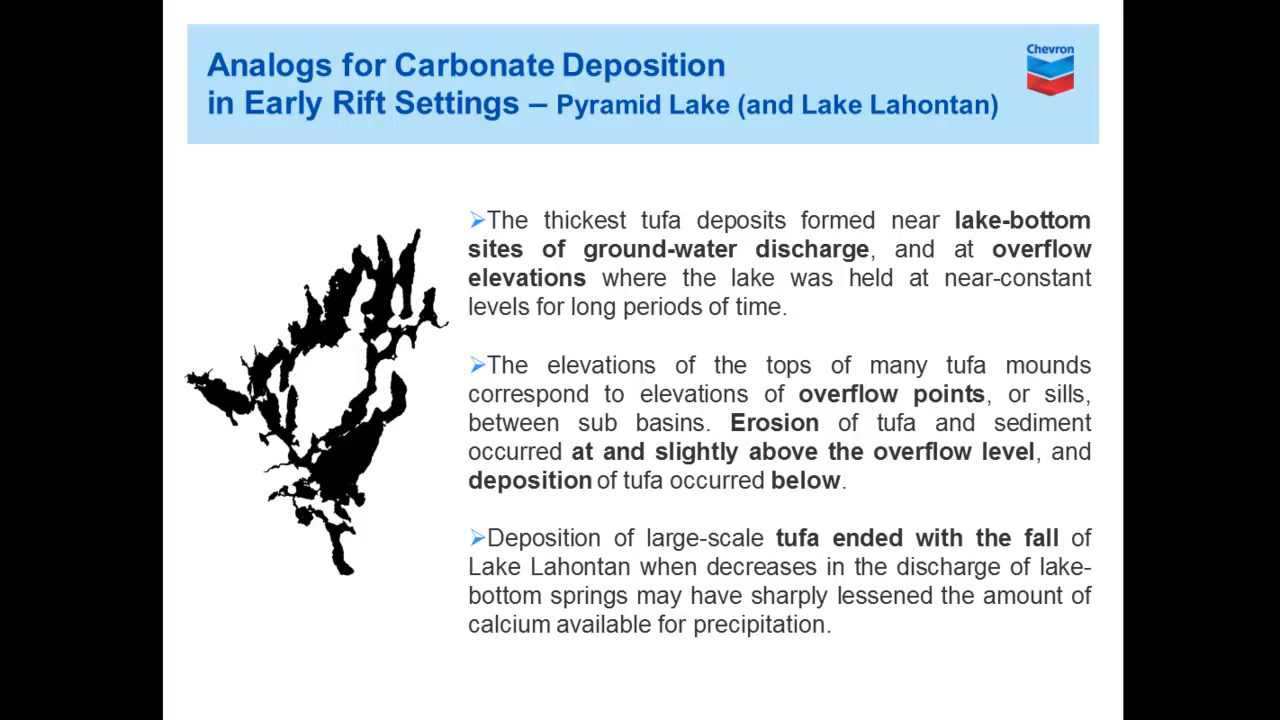 Analogs for Carbonate Deposition
in Early Rift Settings – Pyramid Lake (and Lake Lahontan)
Chevron
➢The thickest tufa deposits formed near lake-bottom
sites of ground-water discharge, and at overflow
elevations where the lake was held at near-constant
levels for long periods of time.
➢The elevations of the tops of many tufa mounds
correspond to elevations of overflow points, or sills,
between sub basins. Erosion of tufa and sediment
occurred at and slightly above the overflow level, and
deposition of tufa occurred below.
➢Deposition of large-scale tufa ended with the fall of
Lake Lahontan when decreases in the discharge of lake-
bottom springs may have sharply lessened the amount of
calcium available for precipitation.